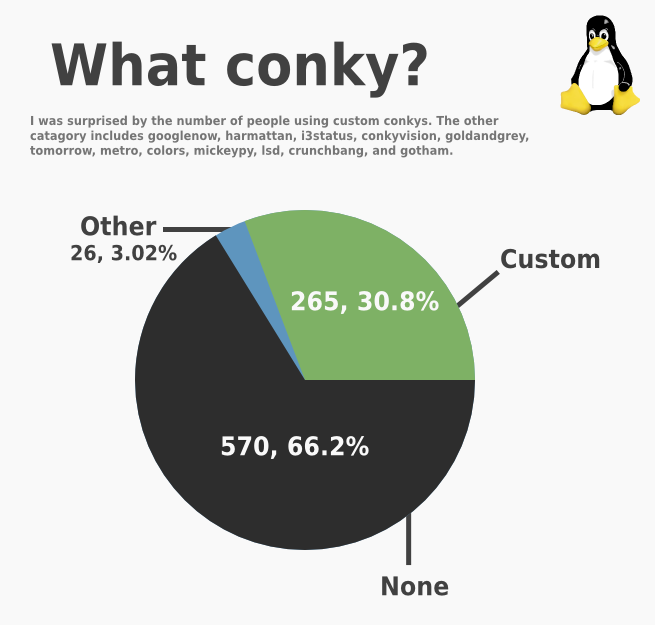 What conky?
I was surprised by the number of people using custom conkys. The other
catagory includes googlenow, harmattan, i3status, conkyvision, goldandgrey,
tomorrow, metro, colors, mickeypy, lsd, crunchbang, and gotham.
Other
26, 3.02%
Custom
265, 30.8%
570, 66.2%
None